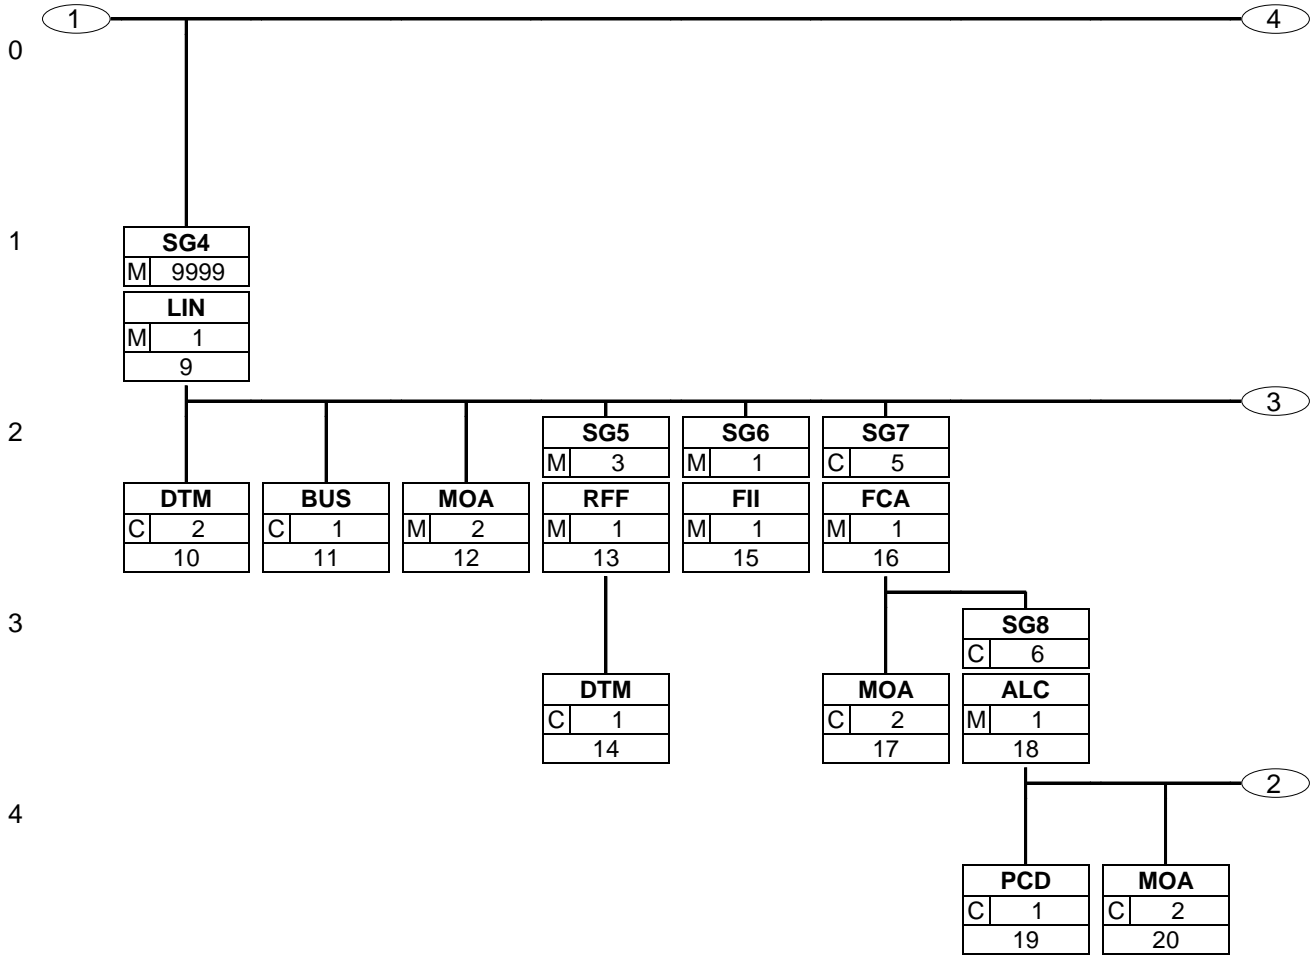 1 4
0
1
SG4
M 9999
LIN
M 1
9
3
2
SG5 SG6 SG7
M 3 M 1 C 5
DTM BUS MOA RFF FII FCA
C 2 C 1 M 2 M 1 M 1 M 1
10 11 12 13 15 16
3
SG8
C 6
DTM MOA ALC
C 1 C 2 M 1
14 17 18
2
4
PCD MOA
C 1 C 2
19 20